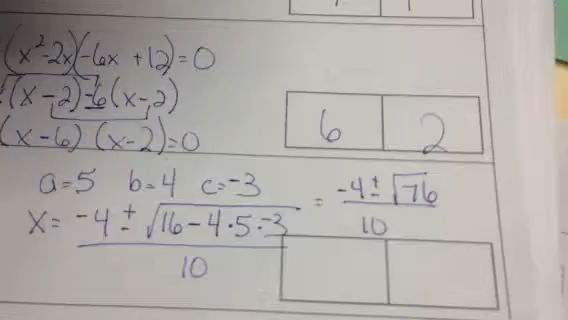 (x²-2x)(-6x +12)=0
(x-2)-6(x-2)
(x-6) (x-2)=0
6 2
a=5 b=4 c=-3
x= -4 ± √16-4·5·-3 / 10 = -4 ± √76 / 10